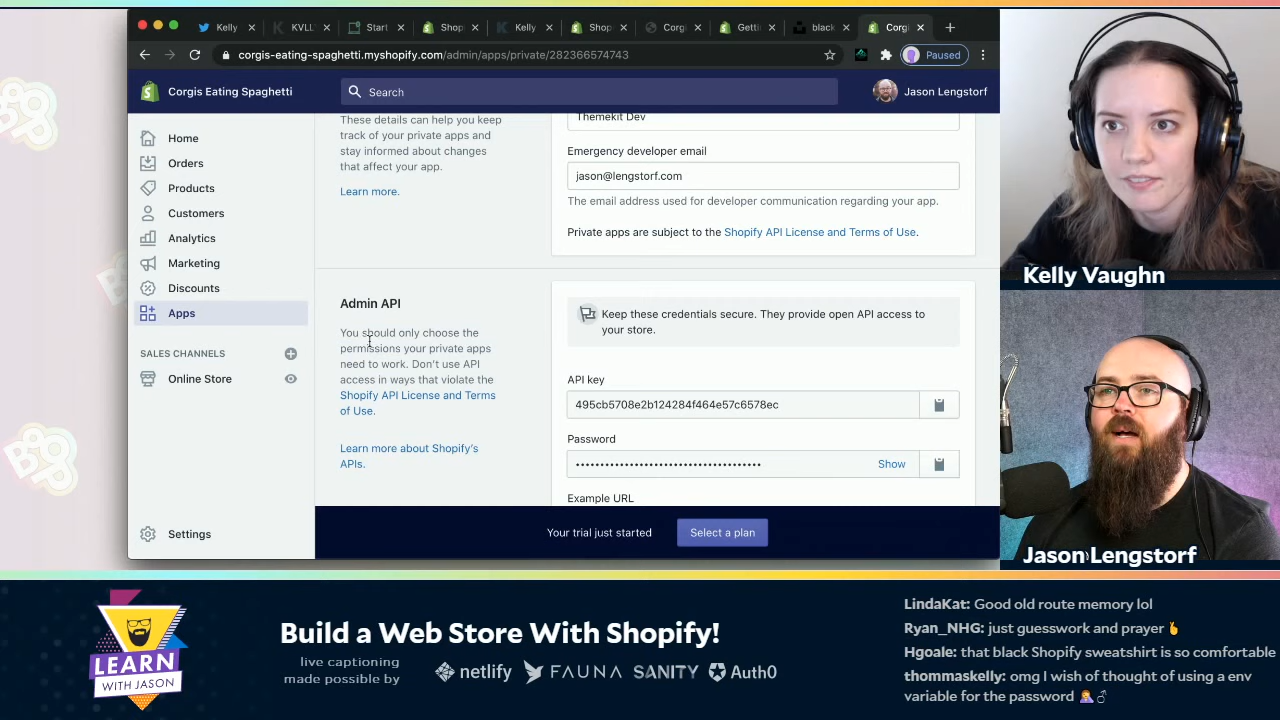 Kelly
KVLL
Start
Shop
Kelly
Shop
Corg
Getti
black
Corg
corgis-eating-spaghetti.myshopify.com/admin/apps/private/282366574743
Paused
Corgis Eating Spaghetti
Search
Jason Lengstorf
Home
Orders
Products
Customers
Analytics
Marketing
Discounts
Apps
SALES CHANNELS
Online Store
Settings
These details can help you keep
track of your private apps and
stay informed about changes
that affect your app.
Learn more.
Themekit Dev
Emergency developer email
jason@lengstorf.com
The email address used for developer communication regarding your app.
Private apps are subject to the Shopify API License and Terms of Use.
Admin API
You should only choose the
permissions your private apps
need to work. Don't use API
access in ways that violate the
Shopify API License and Terms
of Use.
Learn more about Shopify's
APIs.
Keep these credentials secure. They provide open API access to
your store.
API key
495cb5708e2b124284f464e57c6578ec
Password
••••••••••••••••••••••••••••••••••••••
Show
Example URL
Your trial just started
Select a plan
Kelly Vaughn
Jason Lengstorf
LEARN
WITH JASON
Build a Web Store With Shopify!
live captioning
made possible by
netlify
FAUNA
SANITY
Auth0
LindaKat: Good old route memory lol
Ryan_NHG: just guesswork and prayer
Hgoale: that black Shopify sweatshirt is so comfortable
thommaskelly: omg I wish of thought of using a env
variable for the password